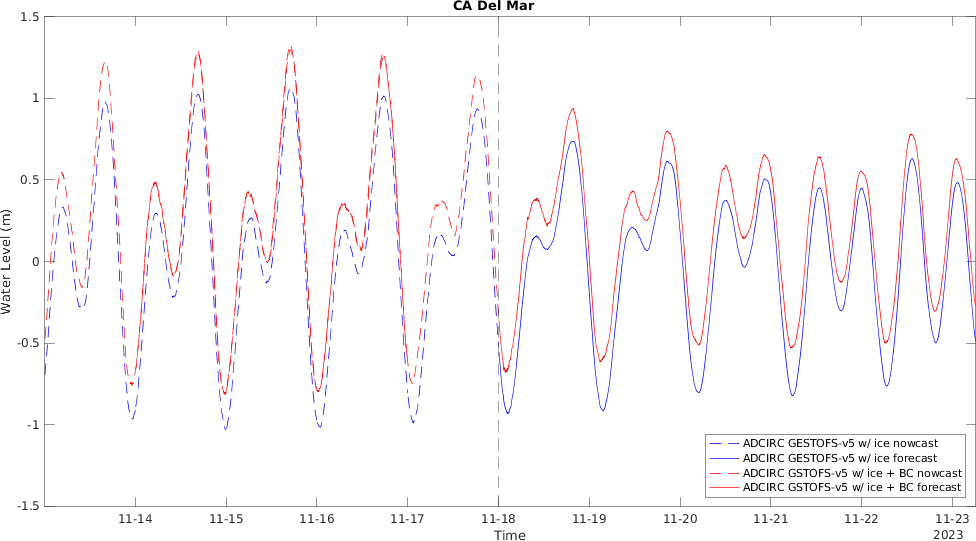 CA Del Mar
1.5
1
0.5
0
-0.5
-1
-1.5
Water Level (m)
11-14
11-15
11-16
11-17
11-18
11-19
11-20
11-21
11-22
11-23
Time
2023
ADCIRC GESTOFS-v5 w/ ice nowcast
ADCIRC GESTOFS-v5 w/ ice forecast
ADCIRC GSTOFS-v5 w/ ice + BC nowcast
ADCIRC GSTOFS-v5 w/ ice + BC forecast